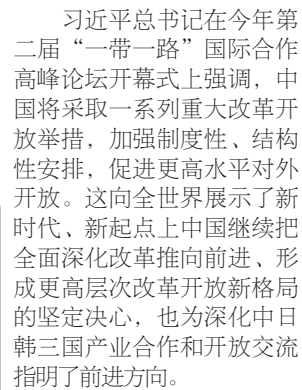 习近平总书记在今年第
二届“一带一路”国际合作
高峰论坛开幕式上强调，中
国将采取一系列重大改革开
放举措，加强制度性、结构
性安排，促进更高水平对外
开放。这向全世界展示了新
时代、新起点上中国继续把
全面深化改革推向前进、形
成更高层次改革开放新格局
的坚定决心，也为深化中日
韩三国产业合作和开放交流
指明了前进方向。